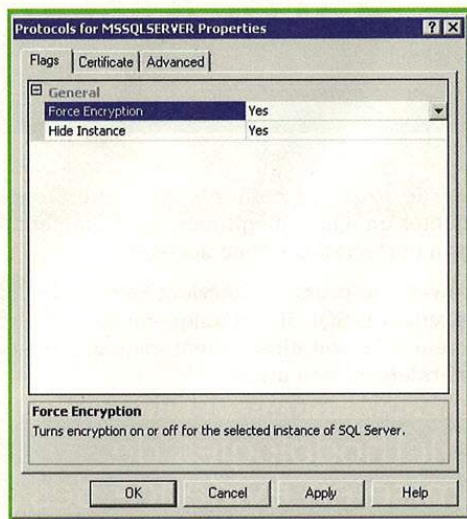 Protocols for MSSQLSERVER Properties
Flags Certificate Advanced
General
Force Encryption Yes
Hide Instance Yes
Force Encryption
Turns encryption on or off for the selected instance of SQL Server.
OK Cancel Apply Help